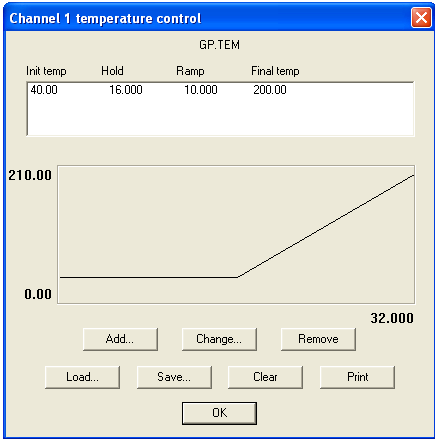 Channel 1 temperature control
GP.TEM
Init temp Hold Ramp Final temp
40.00 16.000 10.000 200.00
210.00
0.00
32.000
Add... Change... Remove
Load... Save... Clear Print
OK